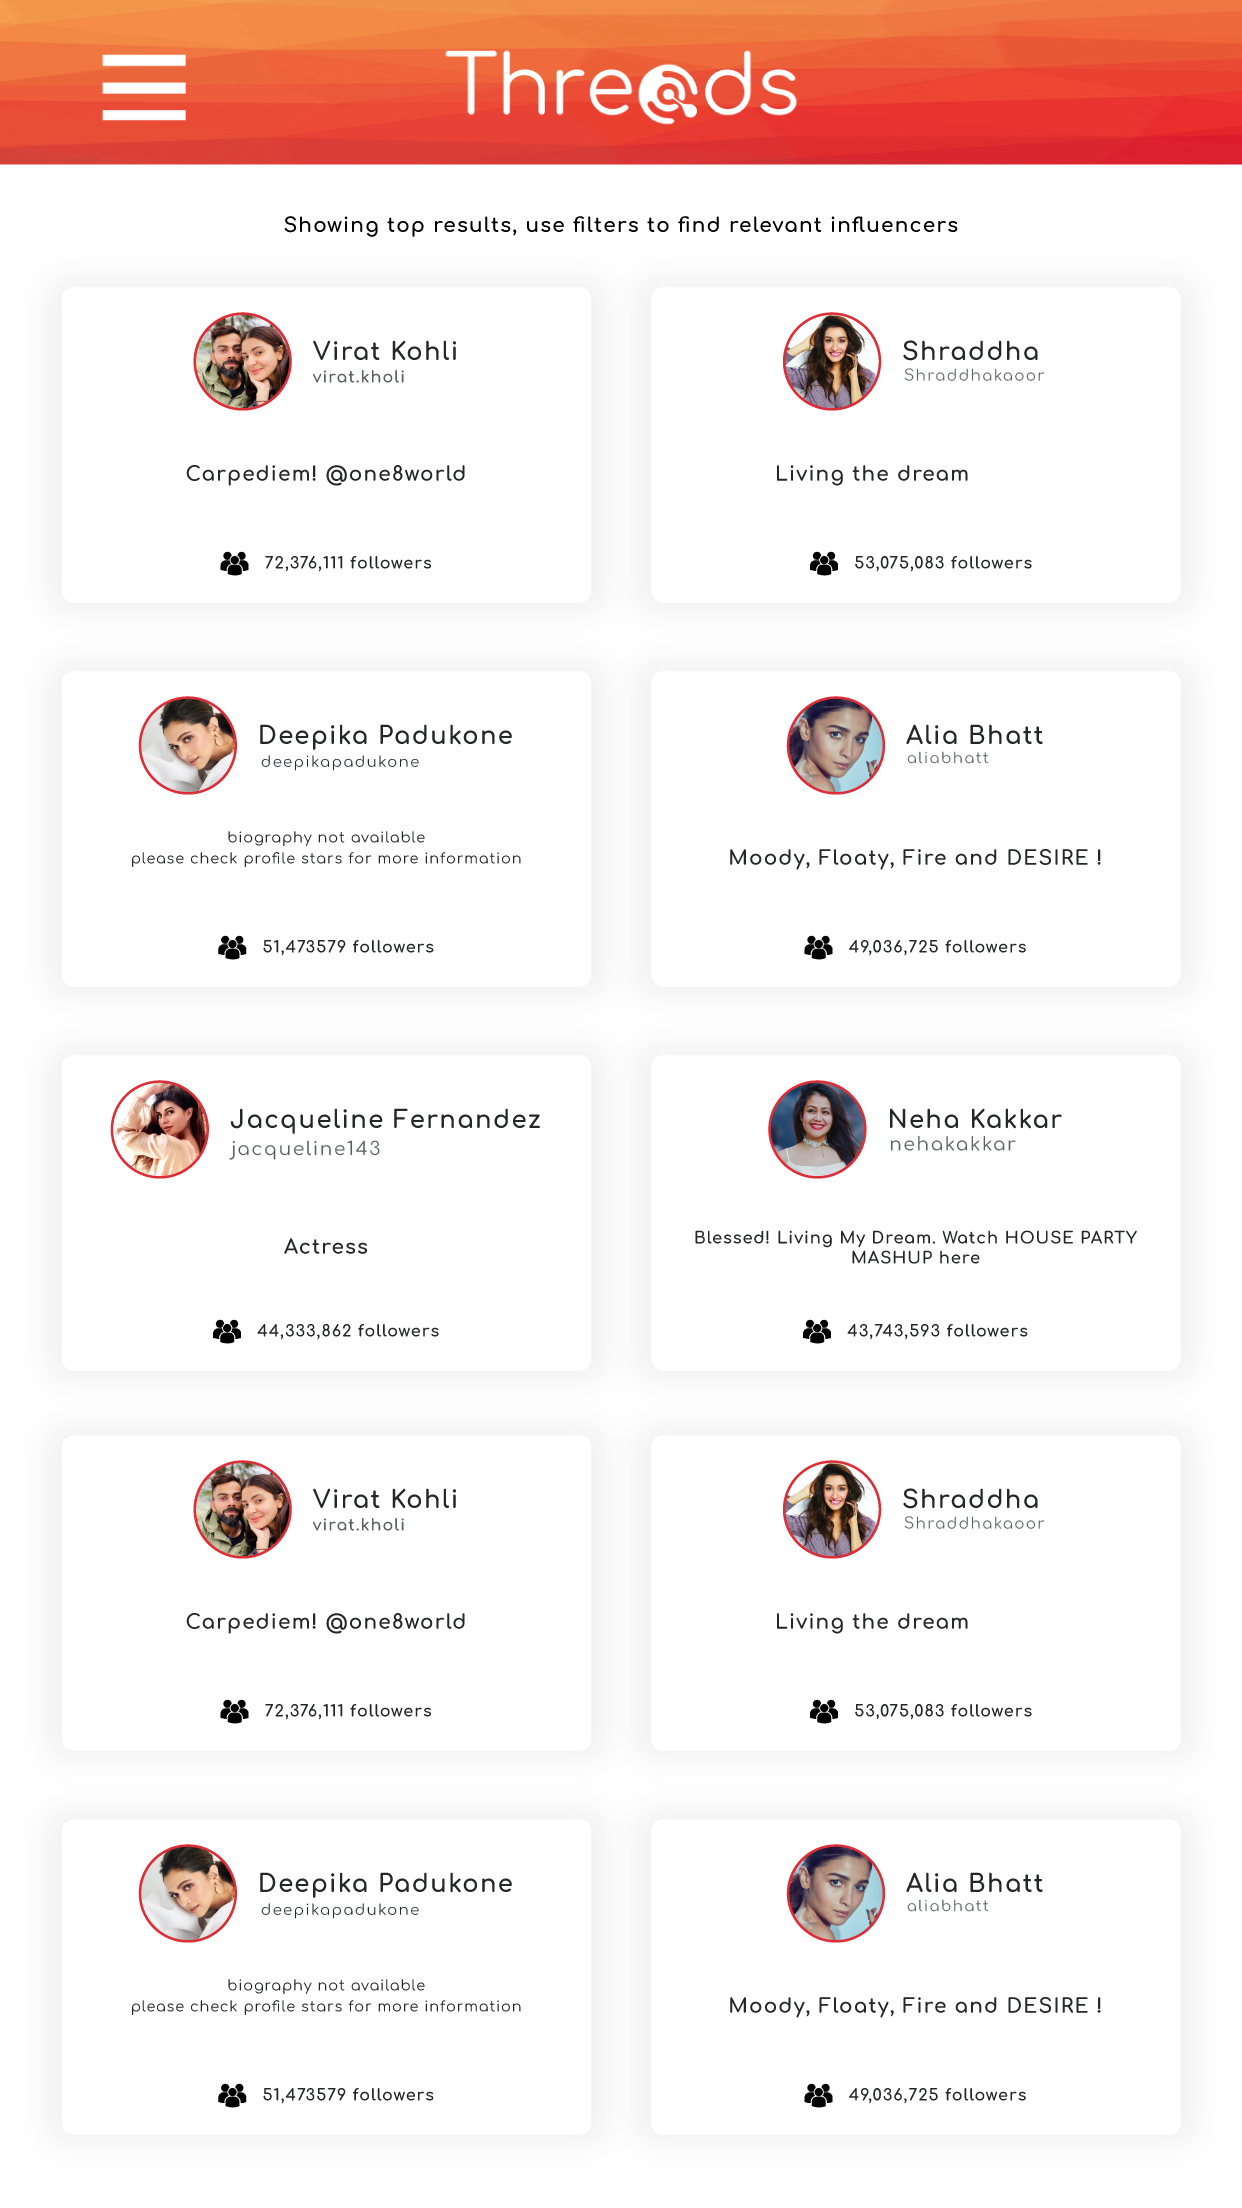 Threads
Showing top results, use filters to find relevant influencers
Virat Kohli
virat.kholi
Carpediem! @one8world
72,376,111 followers
Shraddha
Shraddhakaoor
Living the dream
53,075,083 followers
Deepika Padukone
deepikapadukone
biography not available
please check profile stars for more information
51,473579 followers
Alia Bhatt
aliabhatt
Moody, Floaty, Fire and DESIRE !
49,036,725 followers
Jacqueline Fernandez
jacqueline143
Actress
44,333,862 followers
Neha Kakkar
nehakakkar
Blessed! Living My Dream. Watch HOUSE PARTY
MASHUP here
43,743,593 followers
Virat Kohli
virat.kholi
Carpediem! @one8world
72,376,111 followers
Shraddha
Shraddhakaoor
Living the dream
53,075,083 followers
Deepika Padukone
deepikapadukone
biography not available
please check profile stars for more information
51,473579 followers
Alia Bhatt
aliabhatt
Moody, Floaty, Fire and DESIRE !
49,036,725 followers